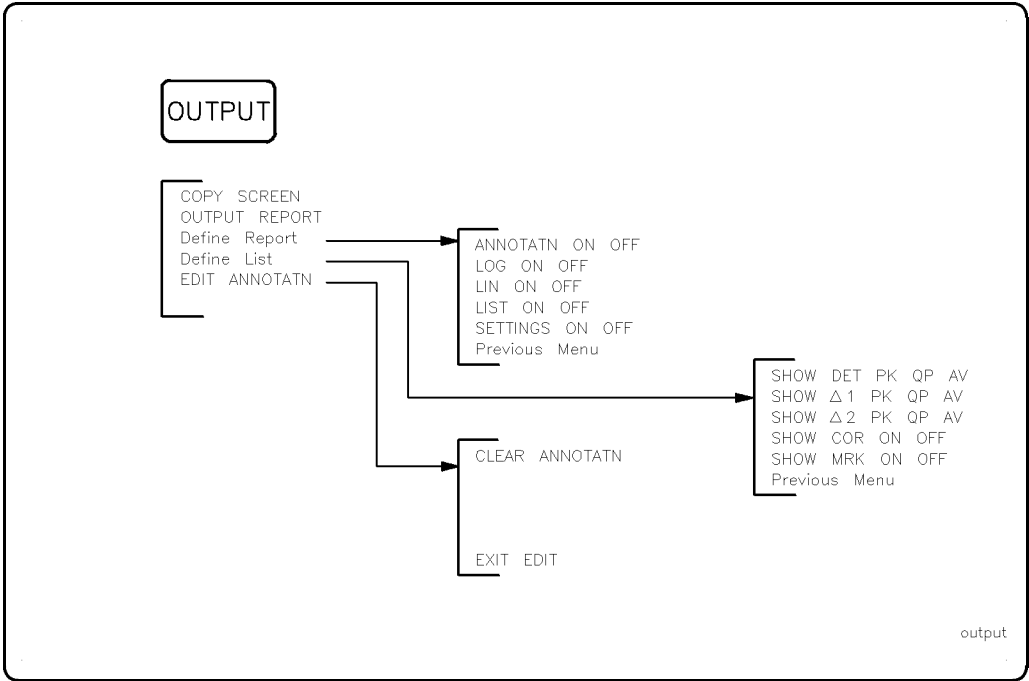 OUTPUT
COPY SCREEN
OUTPUT REPORT
Define Report
Define List
EDIT ANNOTATN
ANNOTATN ON OFF
LOG ON OFF
LIN ON OFF
LIST ON OFF
SETTINGS ON OFF
Previous Menu
SHOW DET PK QP AV
SHOW △1 PK QP AV
SHOW △2 PK QP AV
SHOW COR ON OFF
SHOW MRK ON OFF
Previous Menu
CLEAR ANNOTATN
EXIT EDIT
output